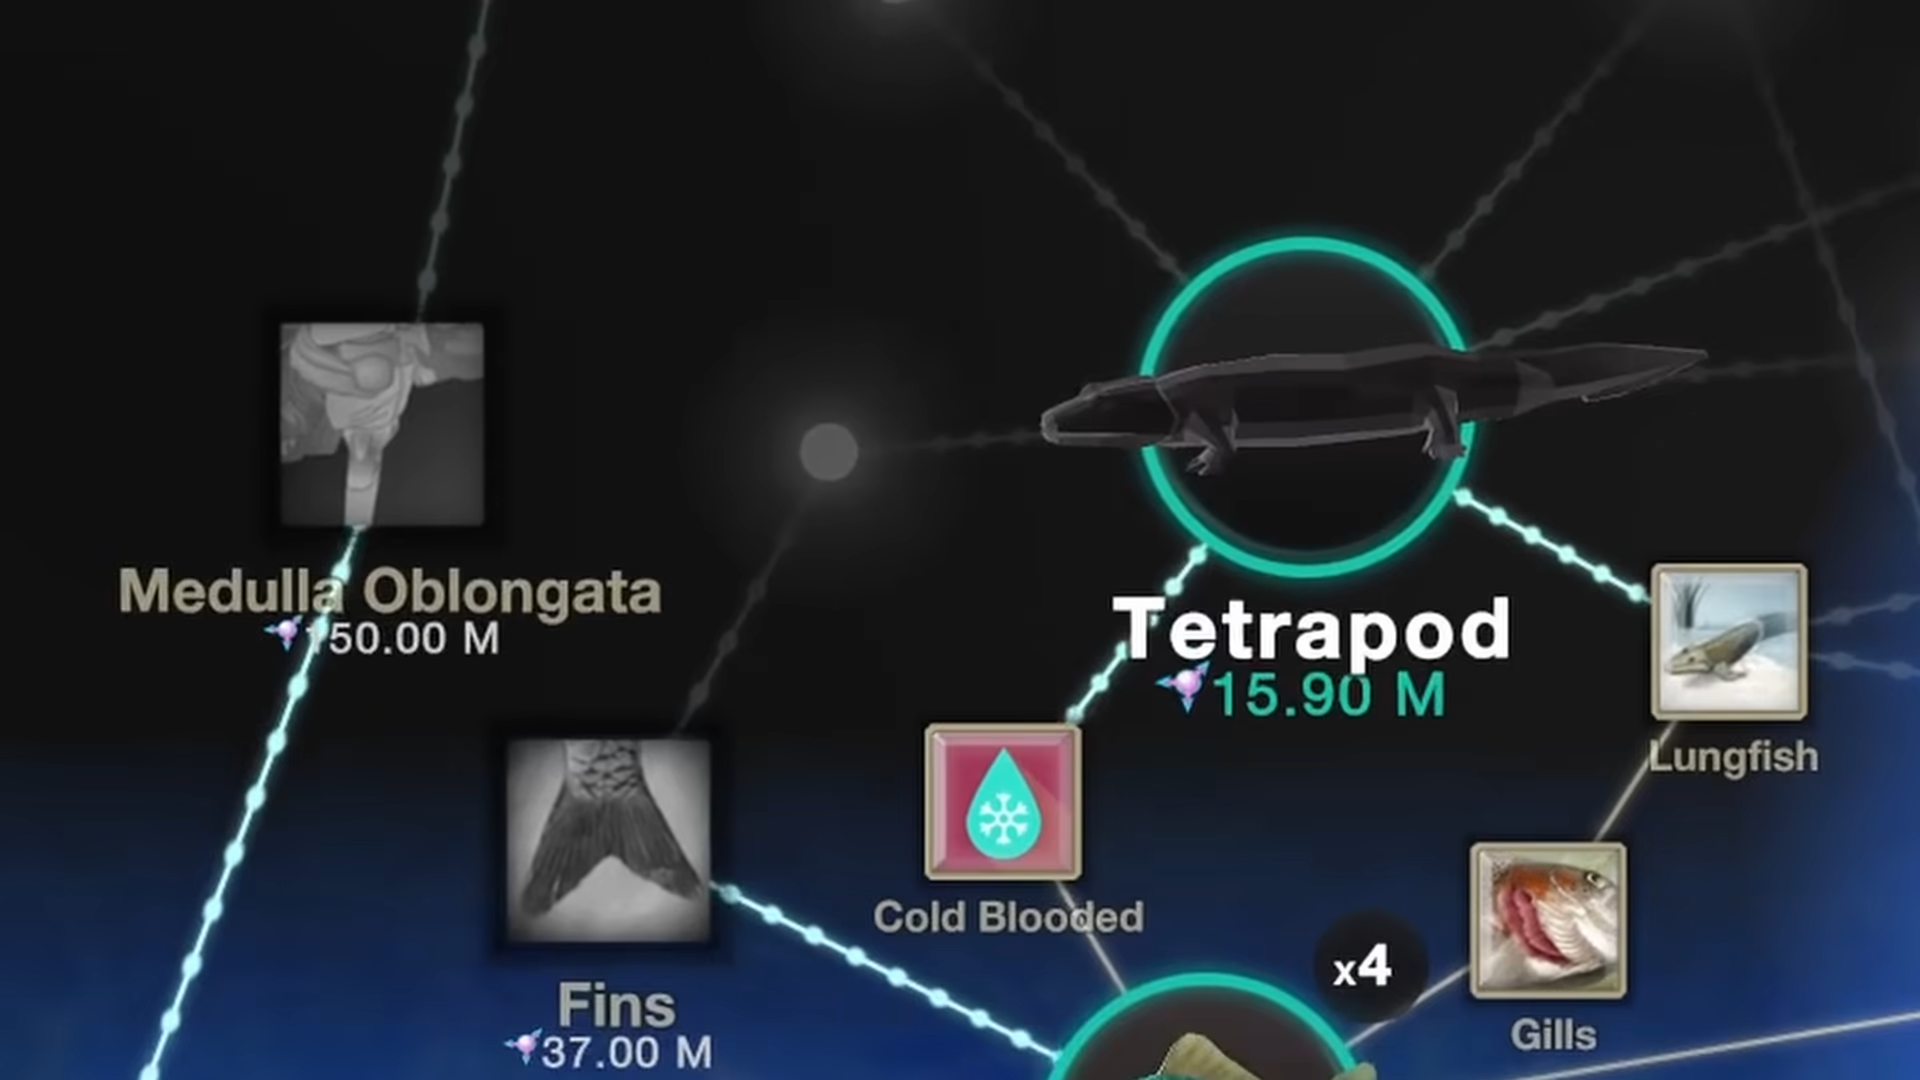 Medulla Oblongata
150.00 M
Tetrapod
15.90 M
Lungfish
Cold Blooded
x4
Fins
37.00 M
Gills